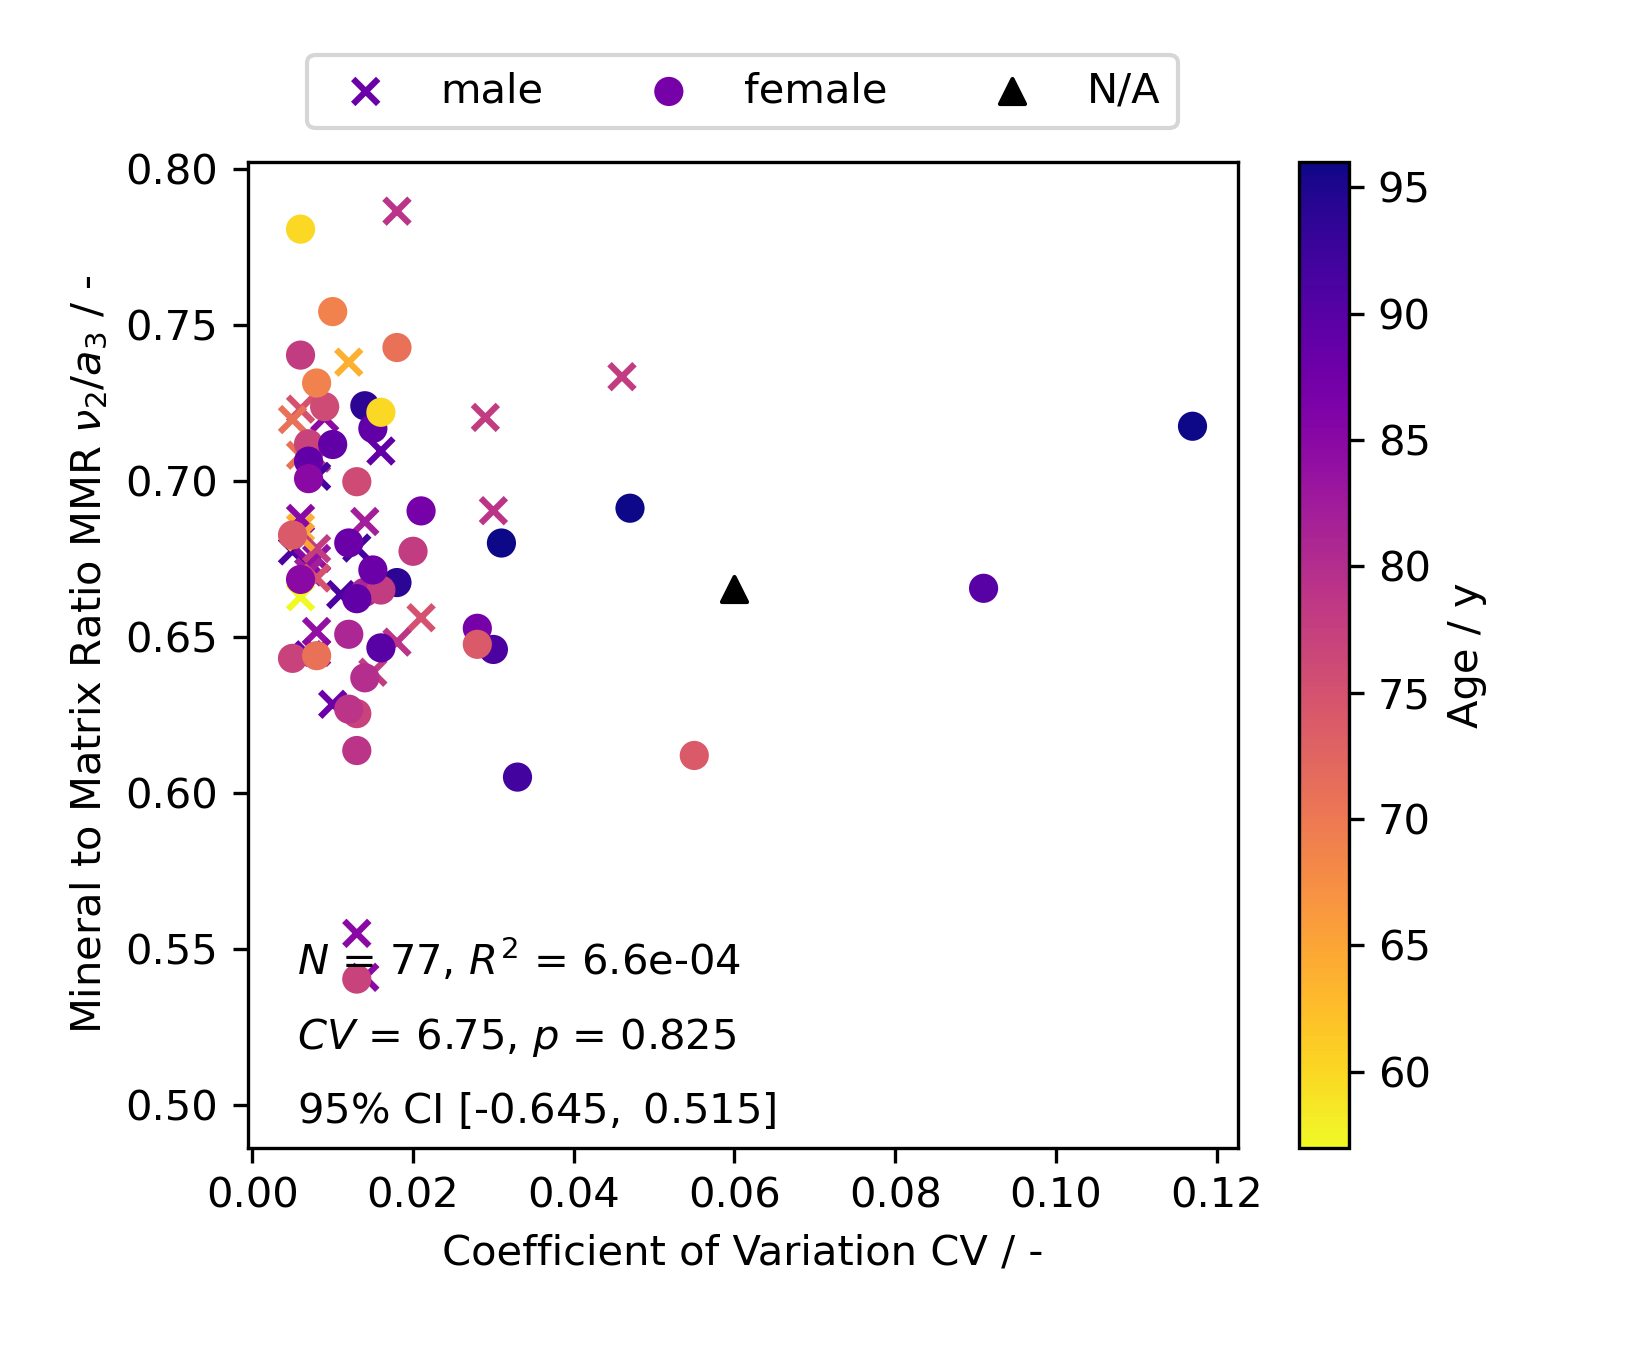 male female N/A
0.80
0.75
0.70
0.65
0.60
0.55
0.50
Mineral to Matrix Ratio MMR ν₂/a₃ / -
N = 77, R² = 6.6e-04
CV = 6.75, p = 0.825
95% CI [-0.645, 0.515]
0.00 0.02 0.04 0.06 0.08 0.10 0.12
Coefficient of Variation CV / -
95
90
85
80
75
70
65
60
Age / y